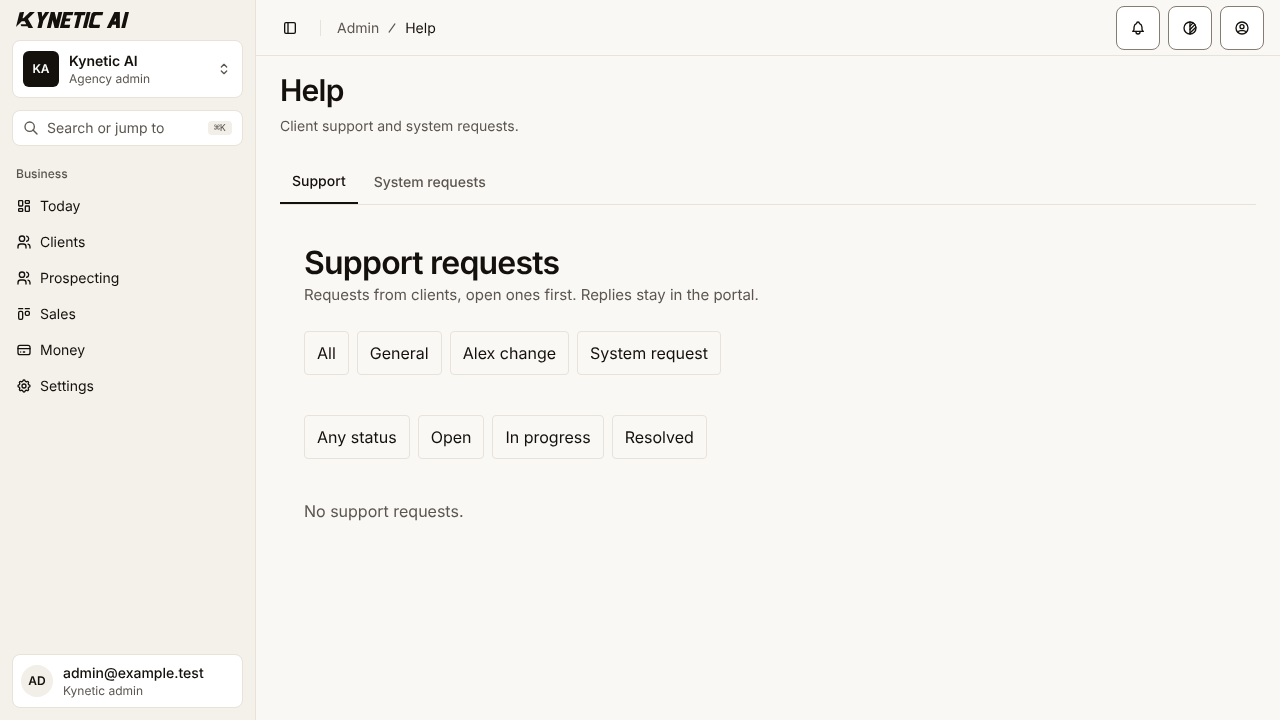 KYNETIC AI
KA
Kynetic AI
Agency admin
Search or jump to
⌘K
Business
Today
Clients
Prospecting
Sales
Money
Settings
AD
admin@example.test
Kynetic admin
Admin / Help
Help
Client support and system requests.
Support System requests
Support requests
Requests from clients, open ones first. Replies stay in the portal.
All General Alex change System request
Any status Open In progress Resolved
No support requests.